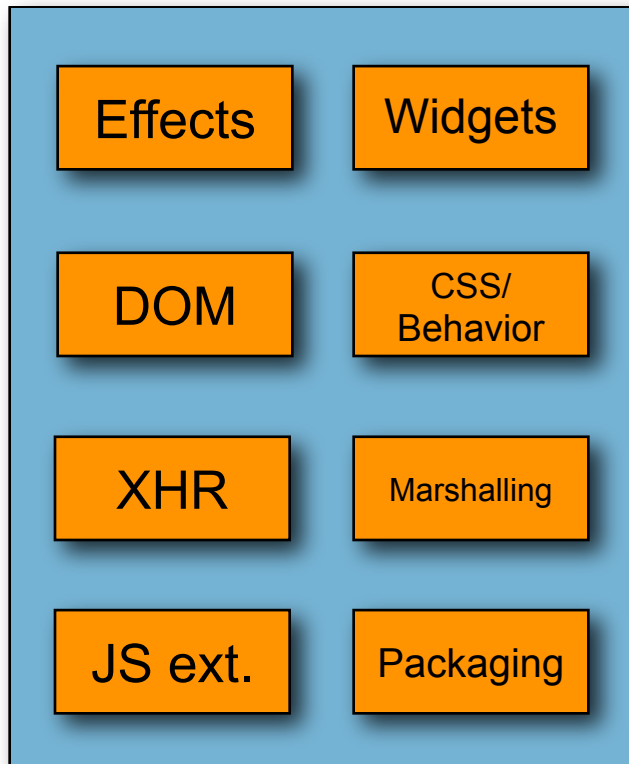 Effects
Widgets
DOM
CSS/
Behavior
XHR
Marshalling
JS ext.
Packaging